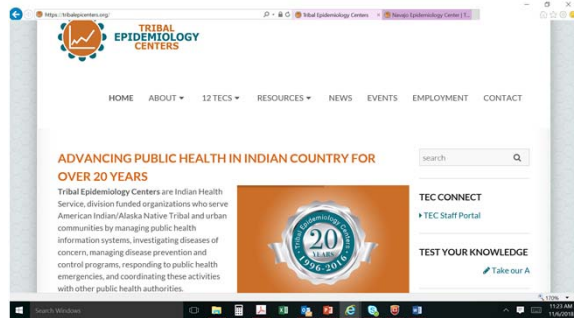 https://tribalepicenters.org/
Tribal Epidemiology Centers
Navajo Epidemiology Center | T...
TRIBAL
EPIDEMIOLOGY
CENTERS
HOME ABOUT 12 TECS RESOURCES NEWS EVENTS EMPLOYMENT CONTACT
ADVANCING PUBLIC HEALTH IN INDIAN COUNTRY FOR
OVER 20 YEARS
Tribal Epidemiology Centers are Indian Health
Service, division funded organizations who serve
American Indian/Alaska Native Tribal and urban
communities by managing public health
information systems, investigating diseases of
concern, managing disease prevention and
control programs, responding to public health
emergencies, and coordinating these activities
with other public health authorities.
Tribal Epidemiology Centers
20
YEARS
1996-2016
search
TEC CONNECT
TEC Staff Portal
TEST YOUR KNOWLEDGE
Take our A
170%
Search Windows
11:23 AM
11/6/2018